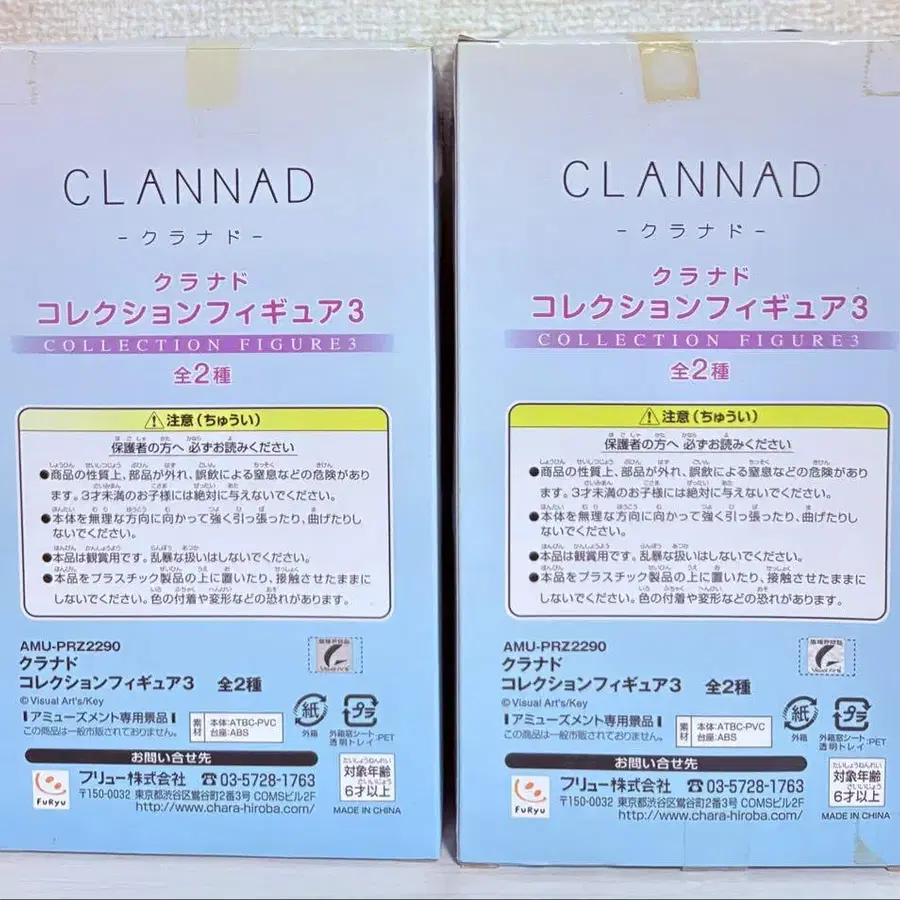 CLANNAD
-クラナド-
クラナド
コレクションフィギュア3
COLLECTION FIGURE3
全2種
注意(ちゅうい)
保護者の方へ 必ずお読みください
●商品の性質上、部品が外れ、誤飲による窒息などの危険があり
ます。3才未満のお子様には絶対に与えないでください。
●本体を無理な方向に向かって強く引っ張ったり、曲げたりし
ないでください。
●本品は観賞用です。乱暴な扱いはしないでください。
●本品をプラスチック製品の上に置いたり、接触させたままに
しないでください。色の付着や変形などの恐れがあります。
AMU-PRZ2290
クラナド
コレクションフィギュア3 全2種
©Visual Art's/Key
アミューズメント専用景品
この商品は一般市販されておりません。
素材
本体:ATBC-PVC
台座:ABS
紙
外箱
プラ
外箱窓シート:PET
透明トレイ
お問い合せ先
FuRyu
フリュー株式会社 ☎03-5728-1763
〒150-0032 東京都渋谷区鶯谷町2番3号 COMSビル2F
http://www.chara-hiroba.com/
対象年齢
6才以上
MADE IN CHINA
CLANNAD
-クラナド-
クラナド
コレクションフィギュア3
COLLECTION FIGURE3
全2種
注意(ちゅうい)
保護者の方へ 必ずお読みください
●商品の性質上、部品が外れ、誤飲による窒息などの危険があり
ます。3才未満のお子様には絶対に与えないでください。
●本体を無理な方向に向かって強く引っ張ったり、曲げたりし
ないでください。
●本品は観賞用です。乱暴な扱いはしないでください。
●本品をプラスチック製品の上に置いたり、接触させたままに
しないでください。色の付着や変形などの恐れがあります。
AMU-PRZ2290
クラナド
コレクションフィギュア3 全2種
©Visual Art's/Key
アミューズメント専用景品
この商品は一般市販されておりません。
素材
本体:ATBC-PVC
台座:ABS
紙
外箱
プラ
外箱窓シート:PET
透明トレイ
お問い合せ先
FuRyu
フリュー株式会社 ☎03-5728-1763
〒150-0032 東京都渋谷区鶯谷町2番3号 COMSビル2F
http://www.chara-hiroba.com/
対象年齢
6才以上
MADE IN CHINA